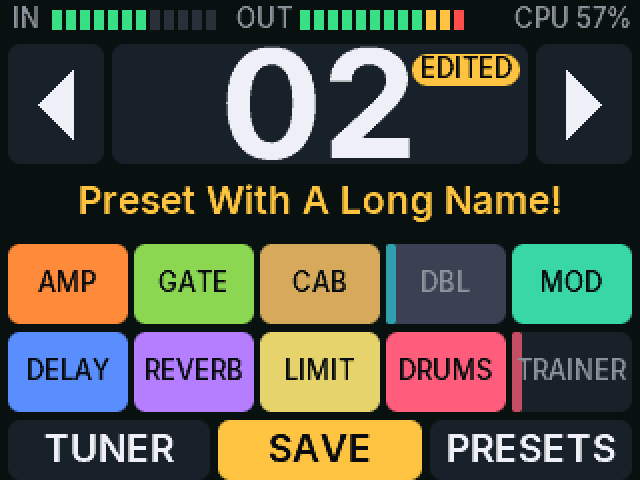 IN OUT CPU 57%
02 EDITED
Preset With A Long Name!
AMP GATE CAB DBL MOD
DELAY REVERB LIMIT DRUMS TRAINER
TUNER SAVE PRESETS